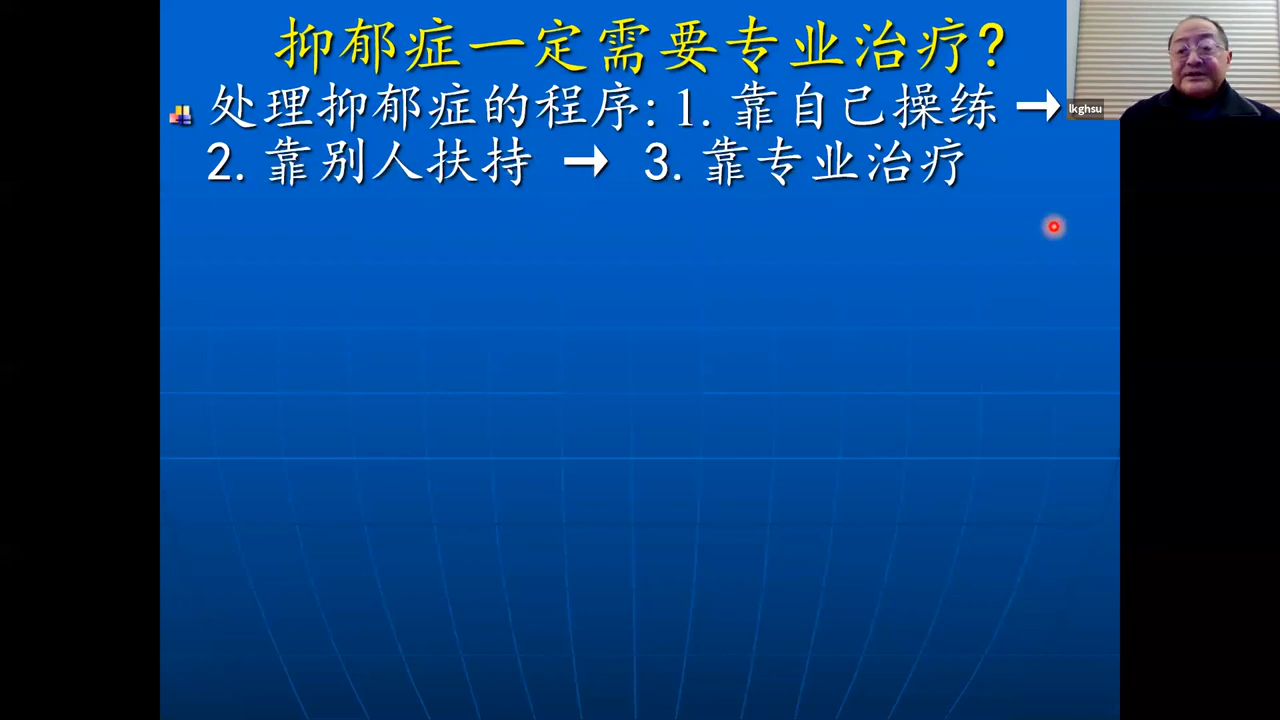 抑郁症一定需要专业治疗?
处理抑郁症的程序: 1. 靠自己操练 →
2. 靠别人扶持 → 3. 靠专业治疗
lkghsu